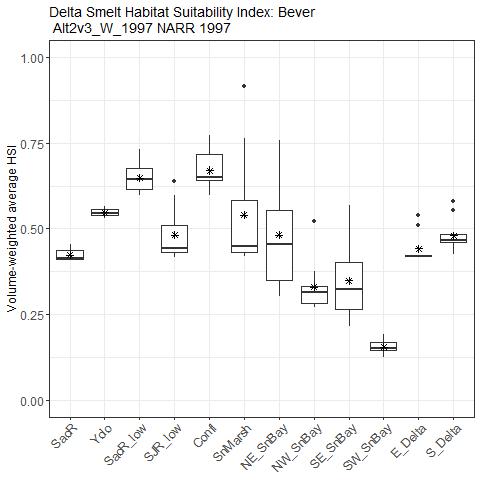 Delta Smelt Habitat Suitability Index: Bever
Alt2v3_W_1997 NARR 1997
Volume-weighted average HSI
1.00
0.75
0.50
0.25
0.00
SacR
Yolo
SacR_low
SJR_low
Confl
SnMarsh
NE_SnBay
NW_SnBay
SE_SnBay
SW_SnBay
E_Delta
S_Delta